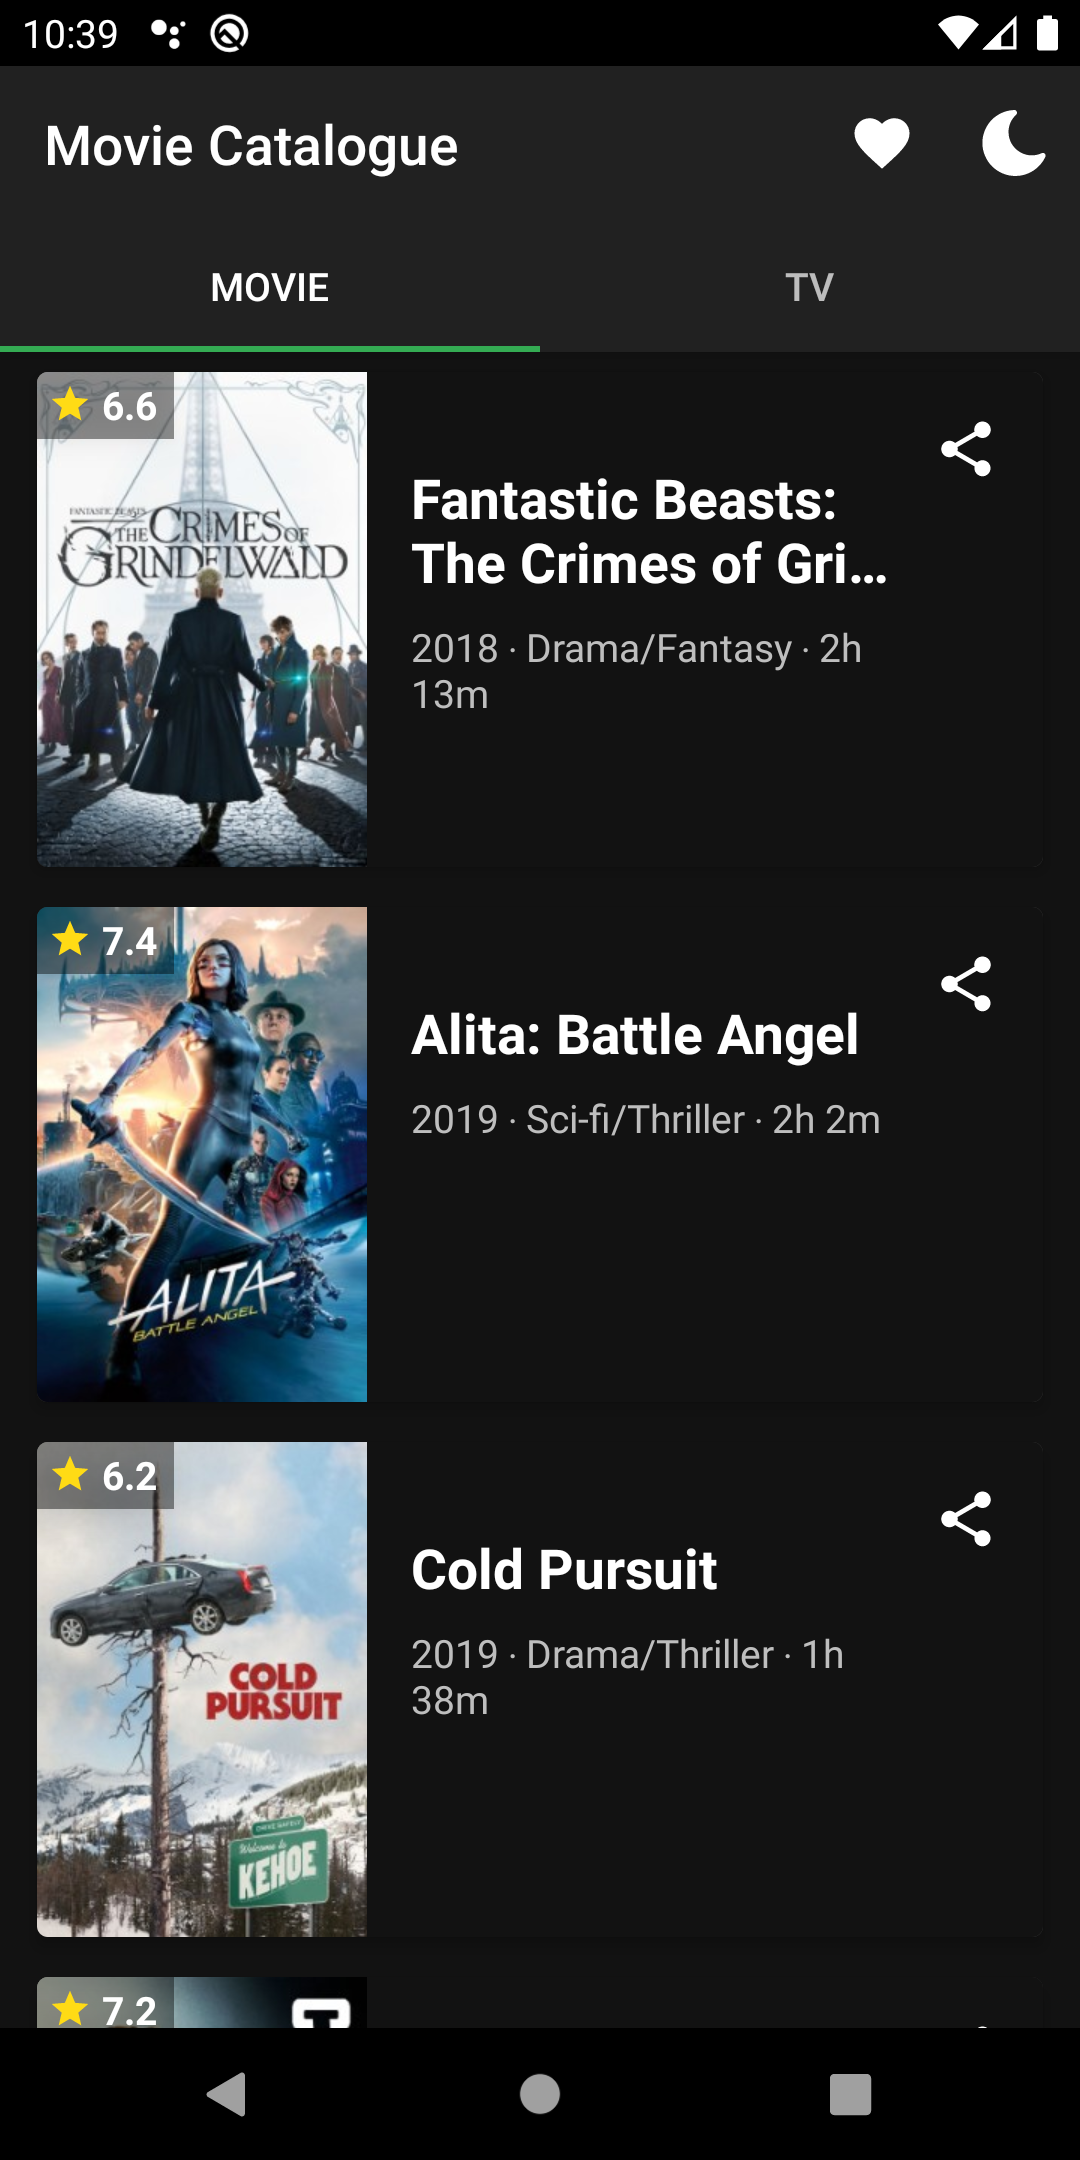 10:39
Movie Catalogue
MOVIE
TV
6.6
FANTASTIC BEASTS
THE CRIMES OF
GRINDELWALD
Fantastic Beasts:
The Crimes of Gri...
2018 · Drama/Fantasy · 2h
13m
7.4
ALITA
BATTLE ANGEL
Alita: Battle Angel
2019 · Sci-fi/Thriller · 2h 2m
6.2
COLD
PURSUIT
Welcome to
KEHOE
Cold Pursuit
2019 · Drama/Thriller · 1h
38m
7.2